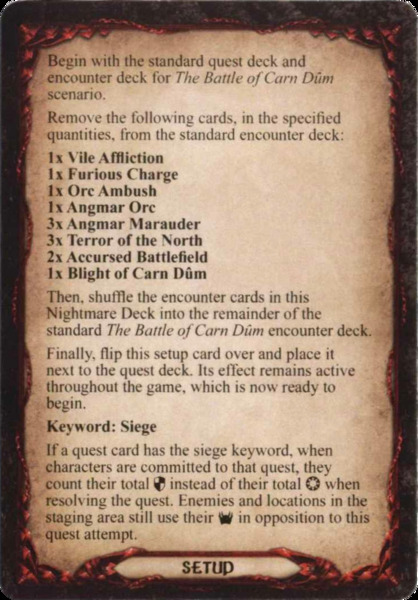 Begin with the standard quest deck and
encounter deck for The Battle of Carn Dûm
scenario.
Remove the following cards, in the specified
quantities, from the standard encounter deck:
1x Vile Affliction
1x Furious Charge
1x Orc Ambush
1x Angmar Orc
3x Angmar Marauder
3x Terror of the North
2x Accursed Battlefield
1x Blight of Carn Dûm
Then, shuffle the encounter cards in this
Nightmare Deck into the remainder of the
standard The Battle of Carn Dûm encounter deck.
Finally, flip this setup card over and place it
next to the quest deck. Its effect remains active
throughout the game, which is now ready to
begin.
Keyword: Siege
If a quest card has the siege keyword, when
characters are committed to that quest, they
count their total instead of their total when
resolving the quest. Enemies and locations in the
staging area still use their in opposition to this
quest attempt.
SETUP